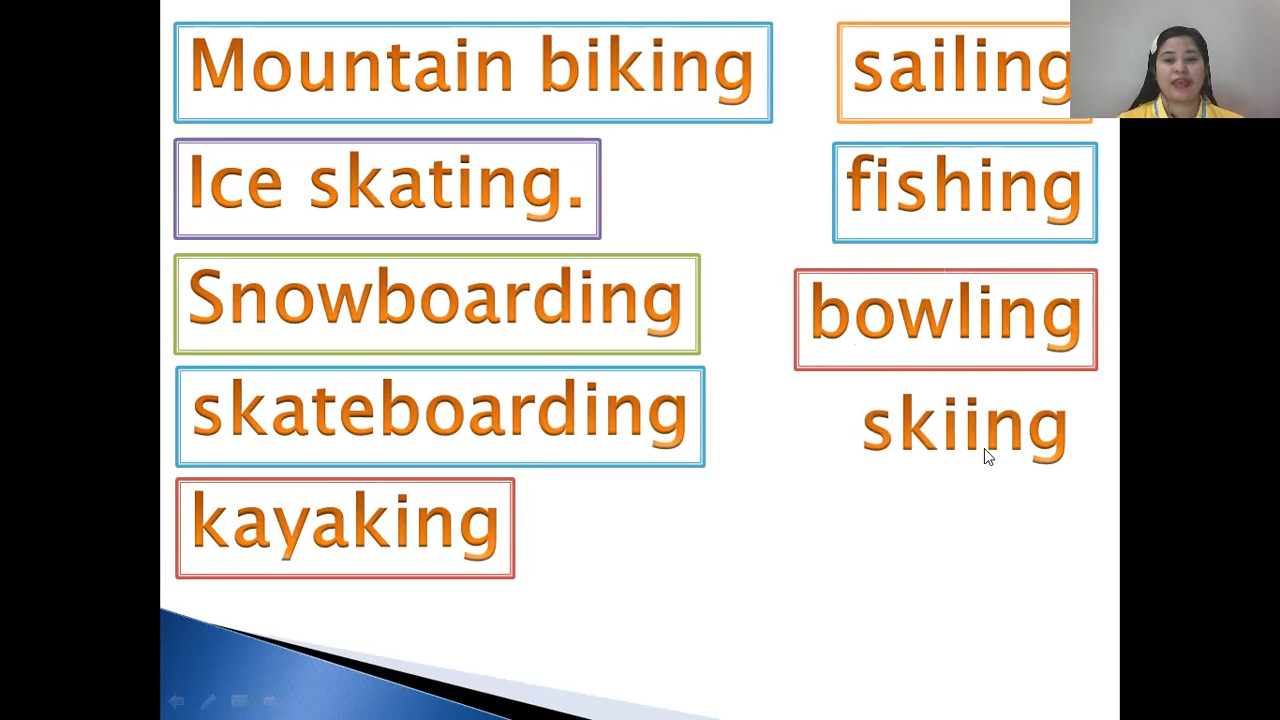 Mountain biking
Ice skating.
Snowboarding
skateboarding
kayaking
sailing
fishing
bowling
skiing